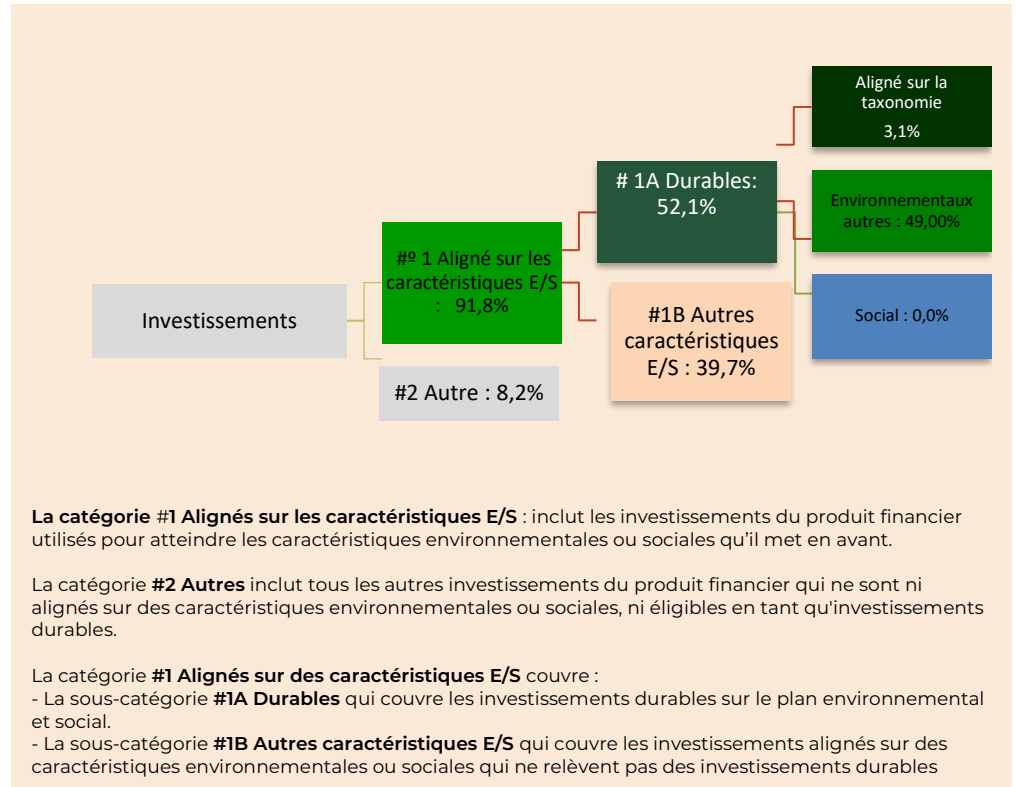 Aligné sur la
taxonomie
3,1%
# 1A Durables:
52,1%
Environnementaux
autres : 49,00%
#º 1 Aligné sur les
caractéristiques E/S
: 91,8%
Investissements
#1B Autres
caractéristiques
E/S : 39,7%
Social : 0,0%
#2 Autre : 8,2%
La catégorie #1 Alignés sur les caractéristiques E/S : inclut les investissements du produit financier
utilisés pour atteindre les caractéristiques environnementales ou sociales qu'il met en avant.
La catégorie #2 Autres inclut tous les autres investissements du produit financier qui ne sont ni
alignés sur des caractéristiques environnementales ou sociales, ni éligibles en tant qu'investissements
durables.
La catégorie #1 Alignés sur des caractéristiques E/S couvre :
- La sous-catégorie #1A Durables qui couvre les investissements durables sur le plan environnemental
et social.
- La sous-catégorie #1B Autres caractéristiques E/S qui couvre les investissements alignés sur des
caractéristiques environnementales ou sociales qui ne relèvent pas des investissements durables